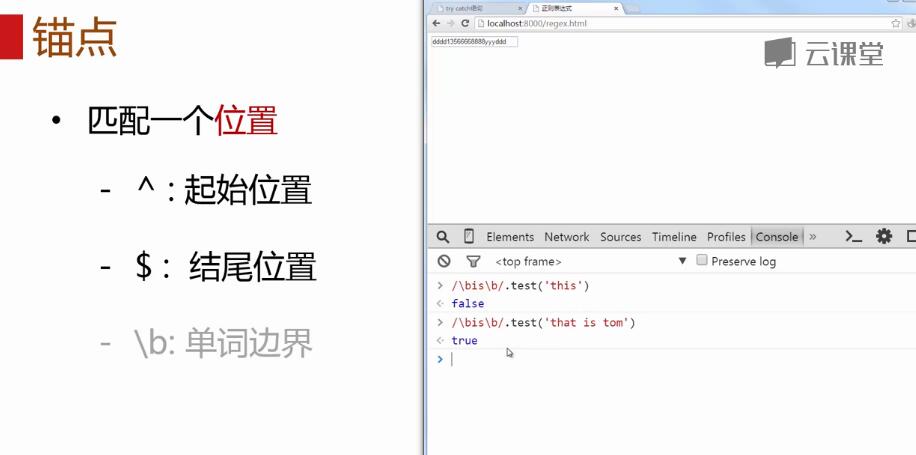 锚点
• 匹配一个位置
- ^ : 起始位置
- $ : 结尾位置
- \b: 单词边界
try catch语句
正则表达式
localhost:8000/regex.html
dddd13566668888yyyddd
云课堂
Elements Network Sources Timeline Profiles Console »
<top frame> ▼ Preserve log
> /\bis\b/.test('this')
< false
> /\bis\b/.test('that is tom')
< true
>